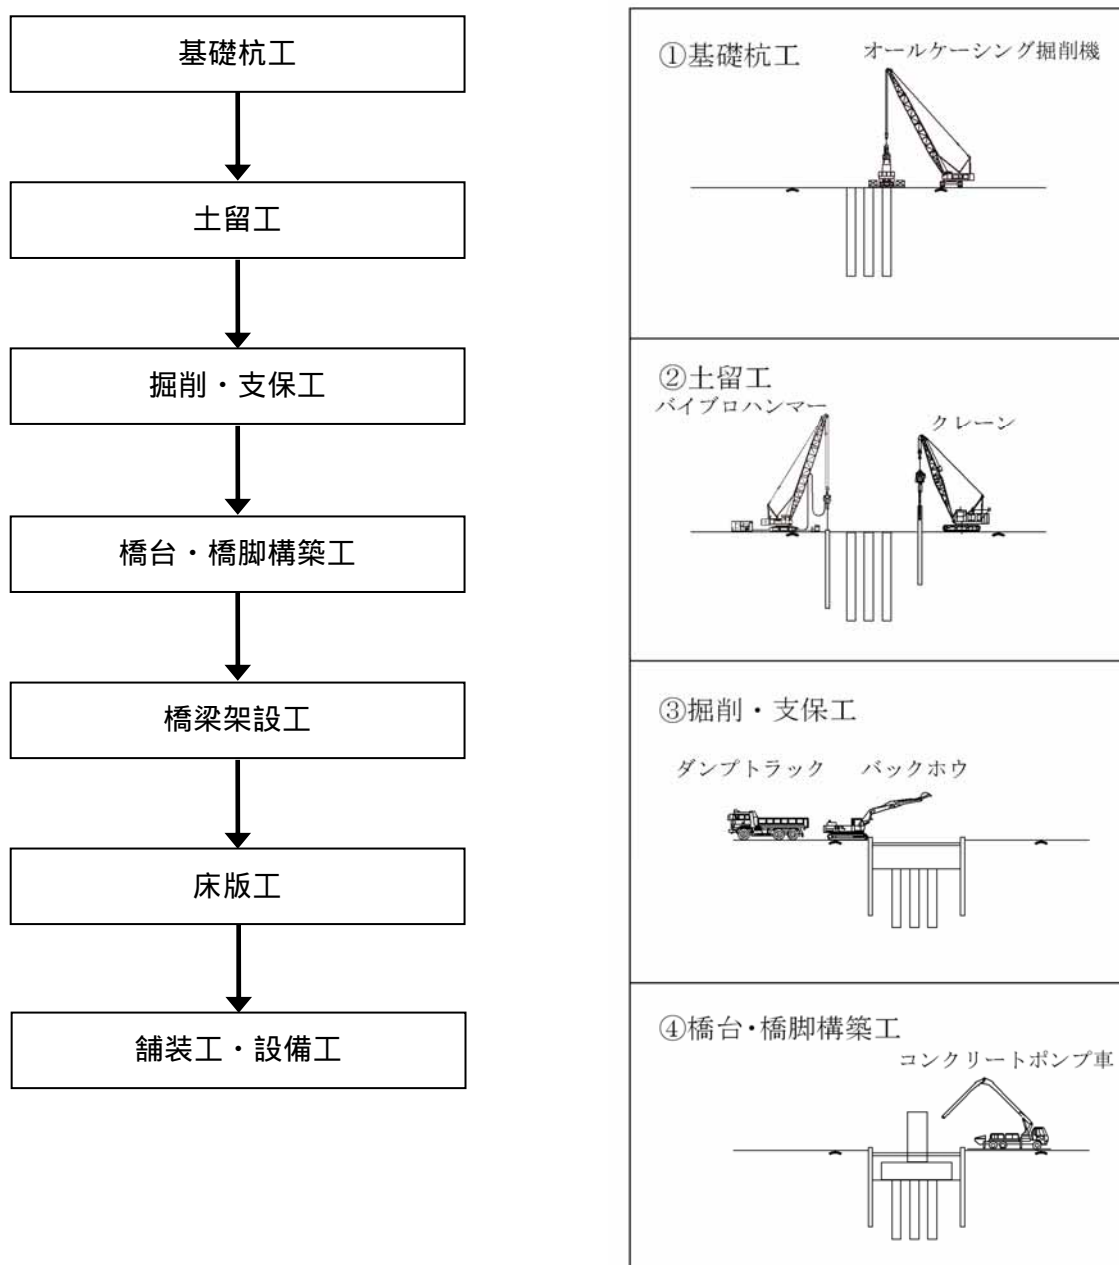 基礎杭工
土留工
掘削・支保工
橋台・橋脚構築工
橋梁架設工
床版工
舗装工・設備工
①基礎杭工
オールケーシング掘削機
②土留工
バイブロハンマー
クレーン
③掘削・支保工
ダンプトラック
バックホウ
④橋台・橋脚構築工
コンクリートポンプ車